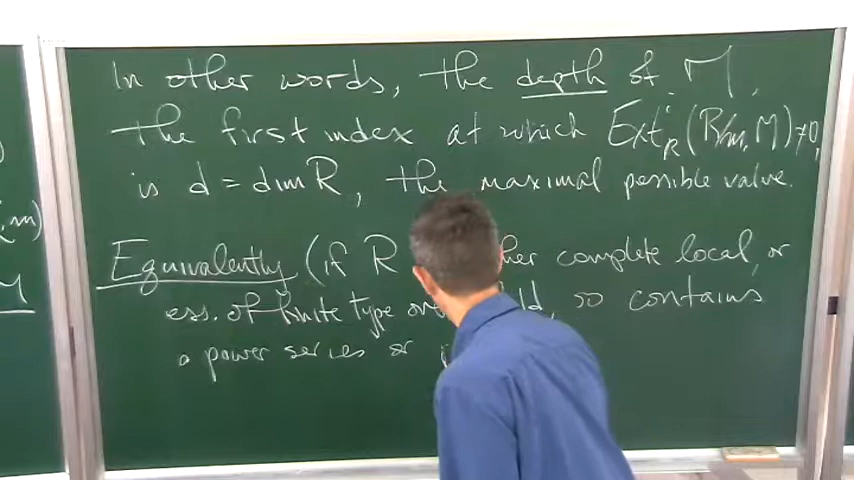 In other words, the depth of M,
the first index at which Ext^i_R(R/m, M)≠0,
,m)
is d = dim R, the maximal possible value.
Equivalently (if R her complete local, or
ess. of finite type ov ld, so contains
a power series or